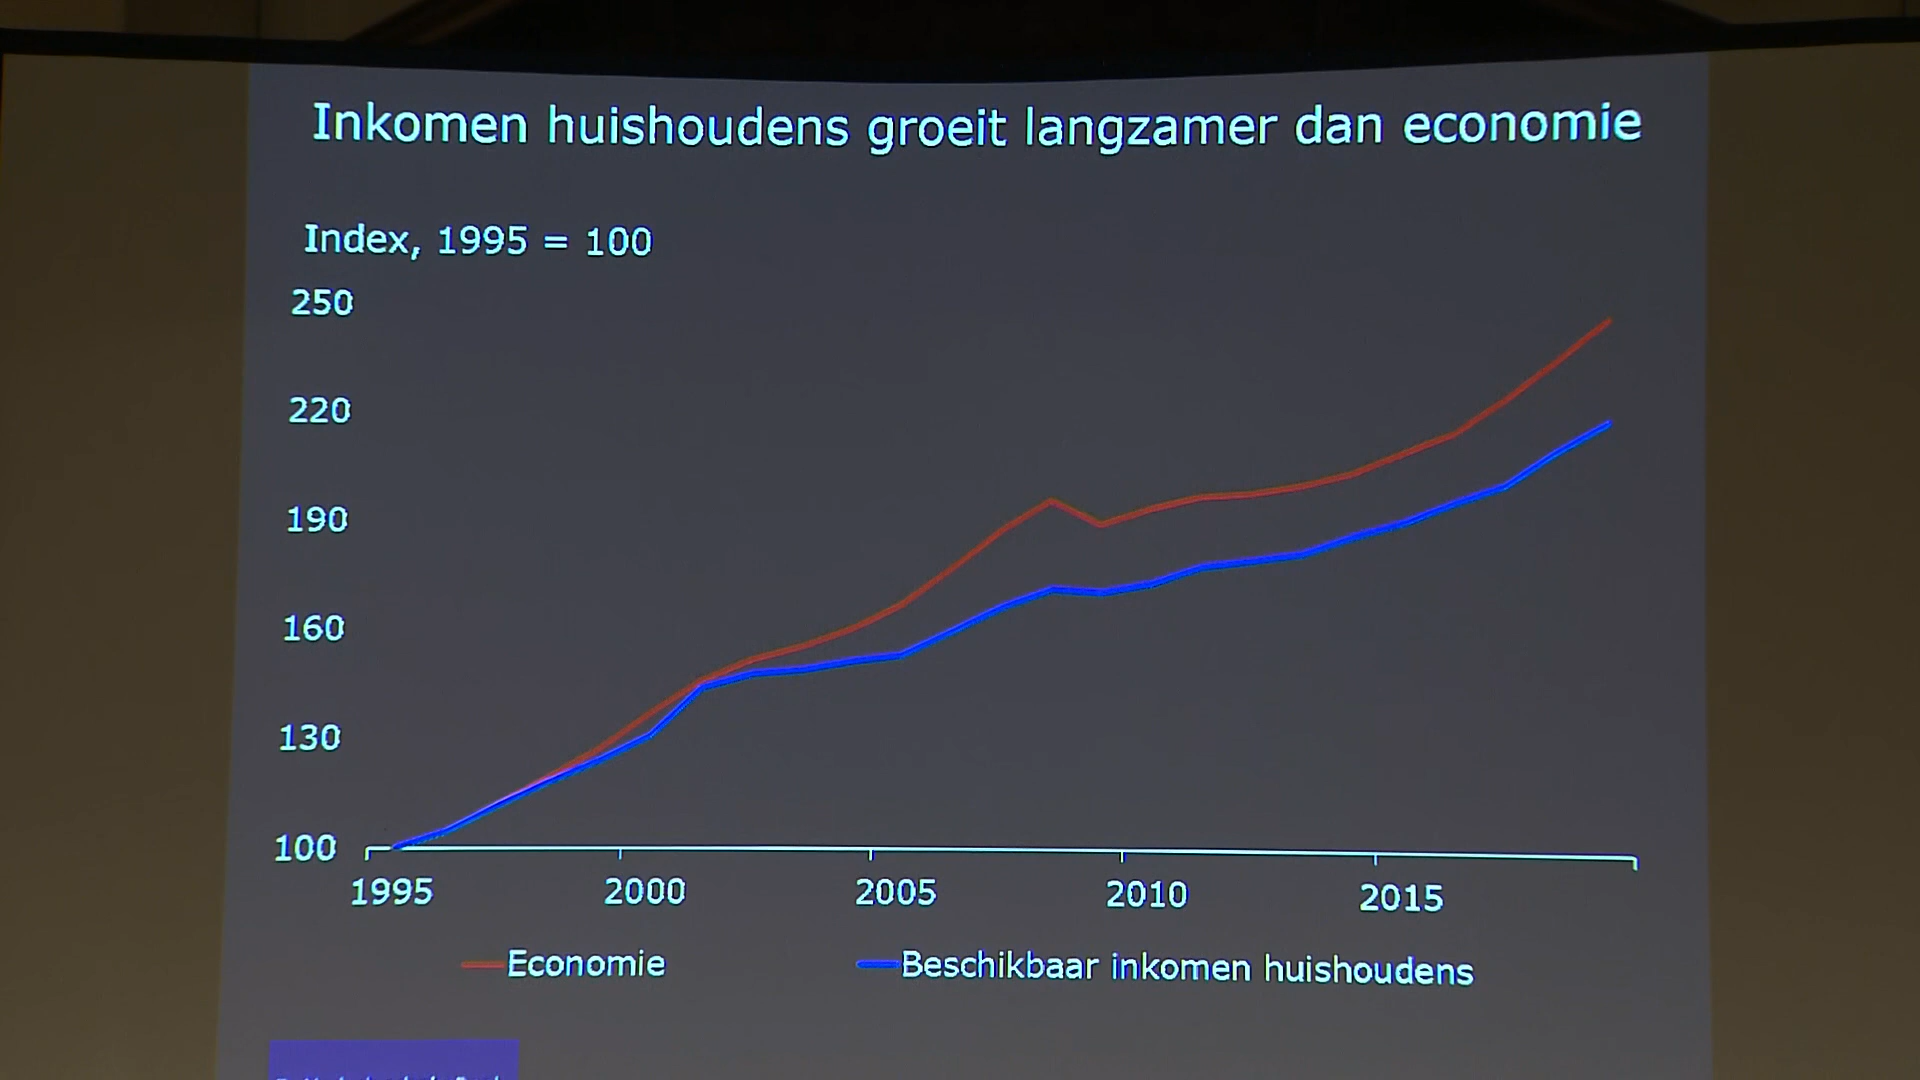 Inkomen huishoudens groeit langzamer dan economie
Index, 1995 = 100
250
220
190
160
130
100
1995 2000 2005 2010 2015
Economie Beschikbaar inkomen huishoudens